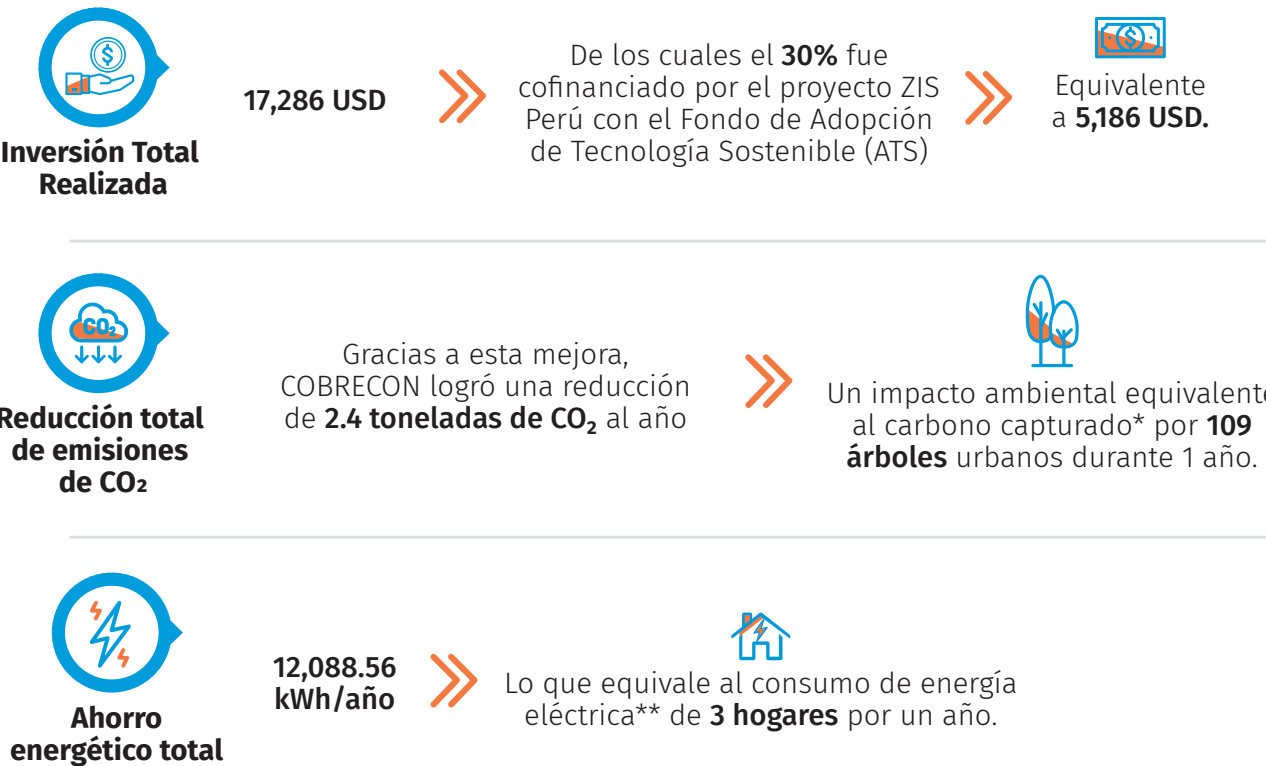 Inversión Total
Realizada
17,286 USD
De los cuales el 30% fue
cofinanciado por el proyecto ZIS
Perú con el Fondo de Adopción
de Tecnología Sostenible (ATS)
Equivalente
a 5,186 USD.
CO₂
Reducción total
de emisiones
de CO₂
Gracias a esta mejora,
COBRECON logró una reducción
de 2.4 toneladas de CO₂ al año
Un impacto ambiental equivalente
al carbono capturado* por 109
árboles urbanos durante 1 año.
Ahorro
energético total
12,088.56
kWh/año
Lo que equivale al consumo de energía
eléctrica** de 3 hogares por un año.